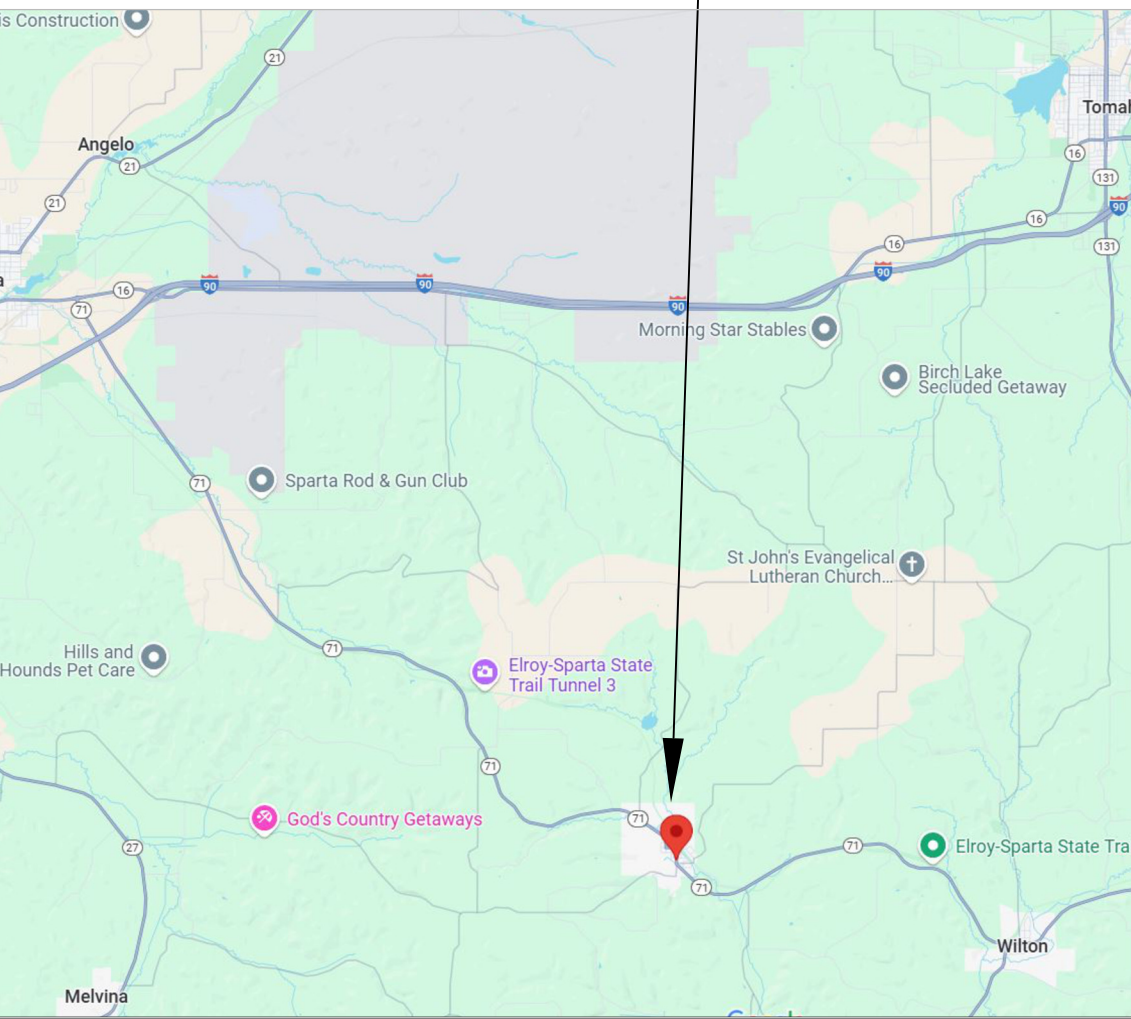 is Construction
21
Angelo
21
21
Tomah
16
131
90
16
131
16
90
16
71
90
90
90
Morning Star Stables
Birch Lake
Secluded Getaway
71
Sparta Rod & Gun Club
St John's Evangelical
Lutheran Church...
Hills and
Hounds Pet Care
71
Elroy-Sparta State
Trail Tunnel 3
71
God's Country Getaways
71
27
71
Elroy-Sparta State Tra
71
Wilton
Melvina